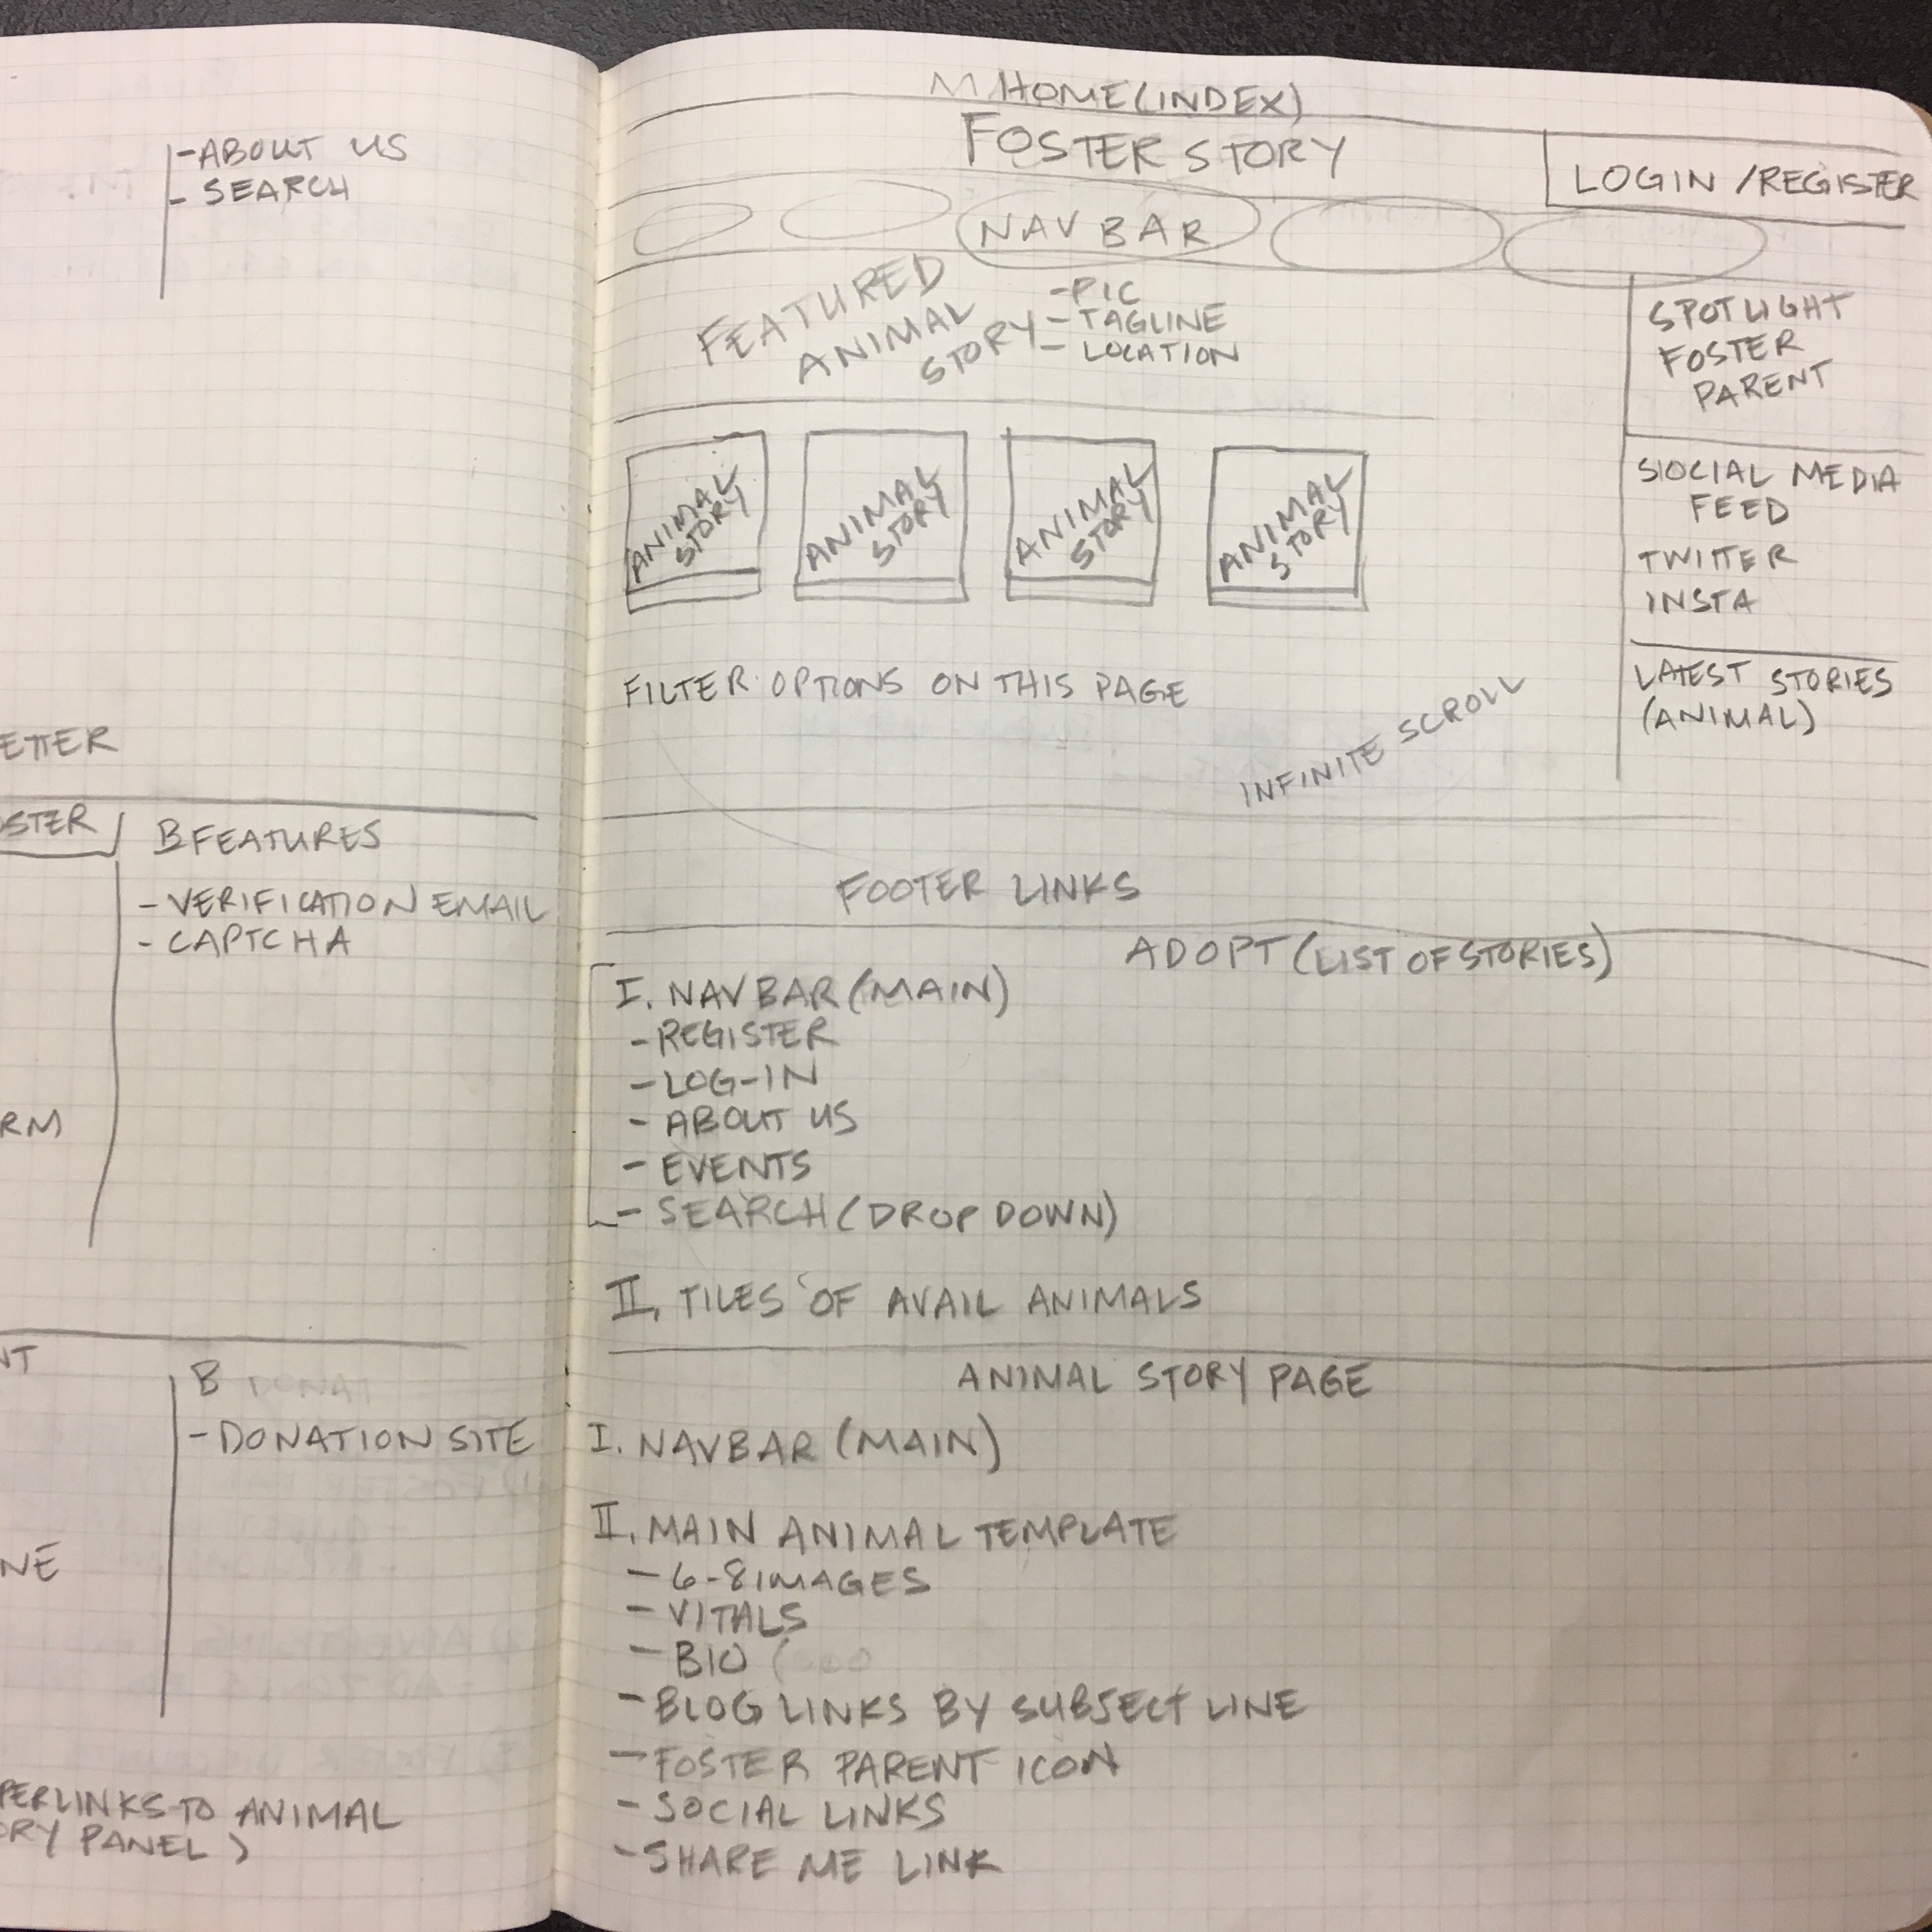 -ABOUT US
- SEARCH
ETTER
OSTER
B FEATURES
- VERIFICATION EMAIL
- CAPTCHA
RM
NT
B
- DONATION SITE
NE
PERLINKS TO ANIMAL
ORY PANEL)
M HOME (INDEX)
FOSTER STORY
LOGIN / REGISTER
NAV BAR
FEATURED
ANIMAL
STORY
-PIC
- TAGLINE
- LOCATION
SPOTLIGHT
FOSTER
PARENT
ANIMAL
STORY
ANIMAL
STORY
ANIMAL
STORY
ANIMAL
STORY
SIOCIAL MEDIA
FEED
TWITTER
INSTA
FILTER OPTIONS ON THIS PAGE
LATEST STORIES
(ANIMAL)
INFINITE SCROLL
FOOTER LINKS
ADOPT (LIST OF STORIES)
I. NAVBAR (MAIN)
- REGISTER
- LOG-IN
- ABOUT US
- EVENTS
- SEARCH (DROP DOWN)
II. TILES OF AVAIL ANIMALS
ANIMAL STORY PAGE
I. NAVBAR (MAIN)
II. MAIN ANIMAL TEMPLATE
- 6-8 IMAGES
- VITALS
- BIO
- BLOG LINKS BY SUBJECT LINE
- FOSTER PARENT ICON
- SOCIAL LINKS
- SHARE ME LINK